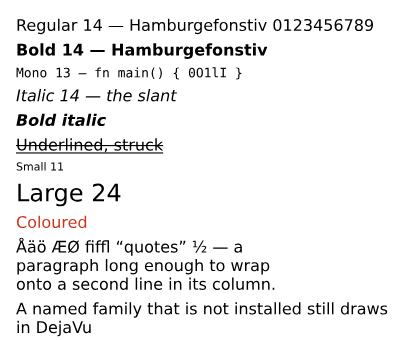 Regular 14 — Hamburgefonstiv 0123456789
Bold 14 — Hamburgefonstiv
Mono 13 — fn main() { 0O1lI }
Italic 14 — the slant
Bold italic
Underlined, struck
Small 11
Large 24
Coloured
Åäö ÆØ fiffl “quotes” ½ — a
paragraph long enough to wrap
onto a second line in its column.
A named family that is not installed still draws
in DejaVu